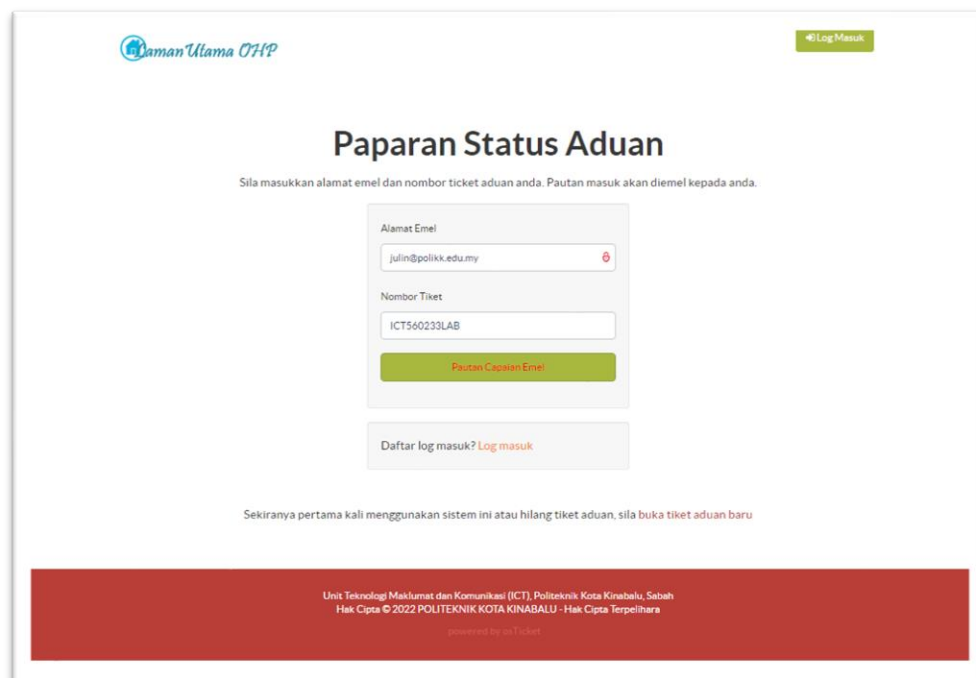 Laman Utama OHP
Log Masuk
Paparan Status Aduan
Sila masukkan alamat emel dan nombor ticket aduan anda. Pautan masuk akan diemel kepada anda.
Alamat Emel
julin@polikk.edu.my
Nombor Tiket
ICT560233LAB
Pautan Capaian Emel
Daftar log masuk? Log masuk
Sekiranya pertama kali menggunakan sistem ini atau hilang tiket aduan, sila buka tiket aduan baru
Unit Teknologi Maklumat dan Komunikasi (ICT), Politeknik Kota Kinabalu, Sabah
Hak Cipta © 2022 POLITEKNIK KOTA KINABALU - Hak Cipta Terpelihara
powered by osTicket